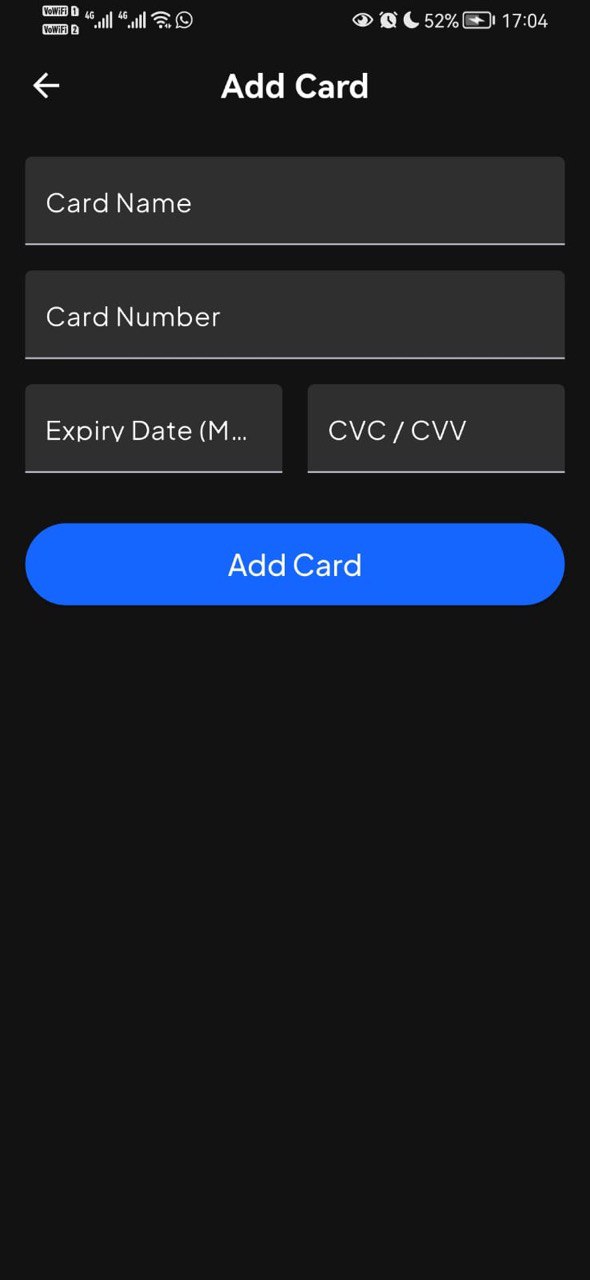 VoWiFi 1 4G 4G 52% 17:04
VoWiFi 2
Add Card
Card Name
Card Number
Expiry Date (M... CVC / CVV
Add Card